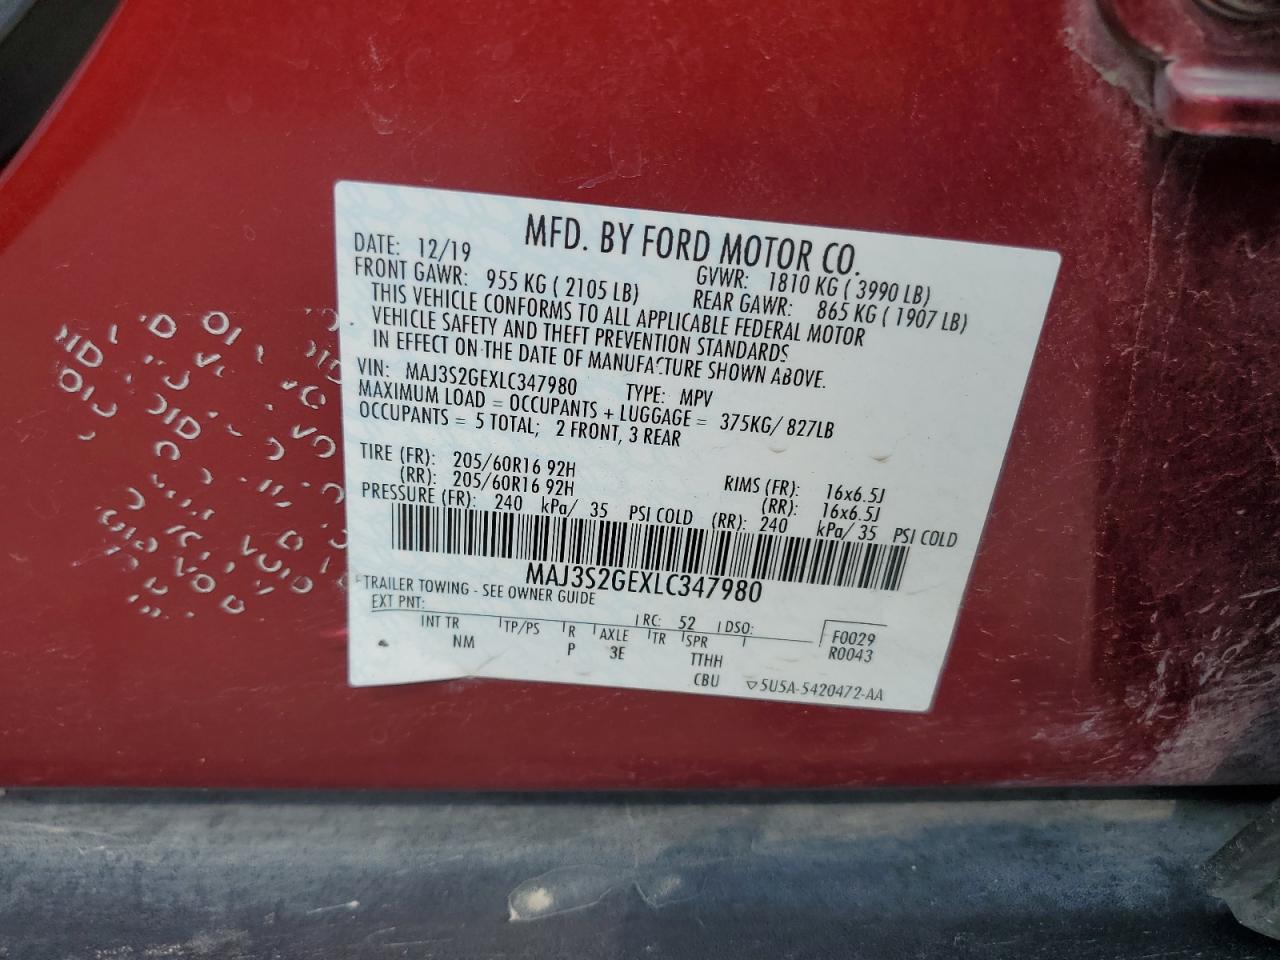 MFD. BY FORD MOTOR CO.
DATE: 12/19 GVWR: 1810 KG ( 3990 LB)
FRONT GAWR: 955 KG ( 2105 LB) REAR GAWR: 865 KG ( 1907 LB)
THIS VEHICLE CONFORMS TO ALL APPLICABLE FEDERAL MOTOR
VEHICLE SAFETY AND THEFT PREVENTION STANDARDS
IN EFFECT ON THE DATE OF MANUFACTURE SHOWN ABOVE.
VIN: MAJ3S2GEXLC347980 TYPE: MPV
MAXIMUM LOAD = OCCUPANTS + LUGGAGE = 375KG/ 827LB
OCCUPANTS = 5 TOTAL; 2 FRONT, 3 REAR
TIRE (FR): 205/60R16 92H RIMS (FR): 16x6.5J
(RR): 205/60R16 92H (RR): 16x6.5J
PRESSURE (FR): 240 kPa/ 35 PSI COLD (RR): 240 kPa/ 35 PSI COLD
MAJ3S2GEXLC347980
TRAILER TOWING - SEE OWNER GUIDE
EXT PNT: RC: 52 DSO: F0029
INT TR TP/PS R AXLE TR SPR R0043
NM P 3E TTHH
CBU 5U5A-5420472-AA